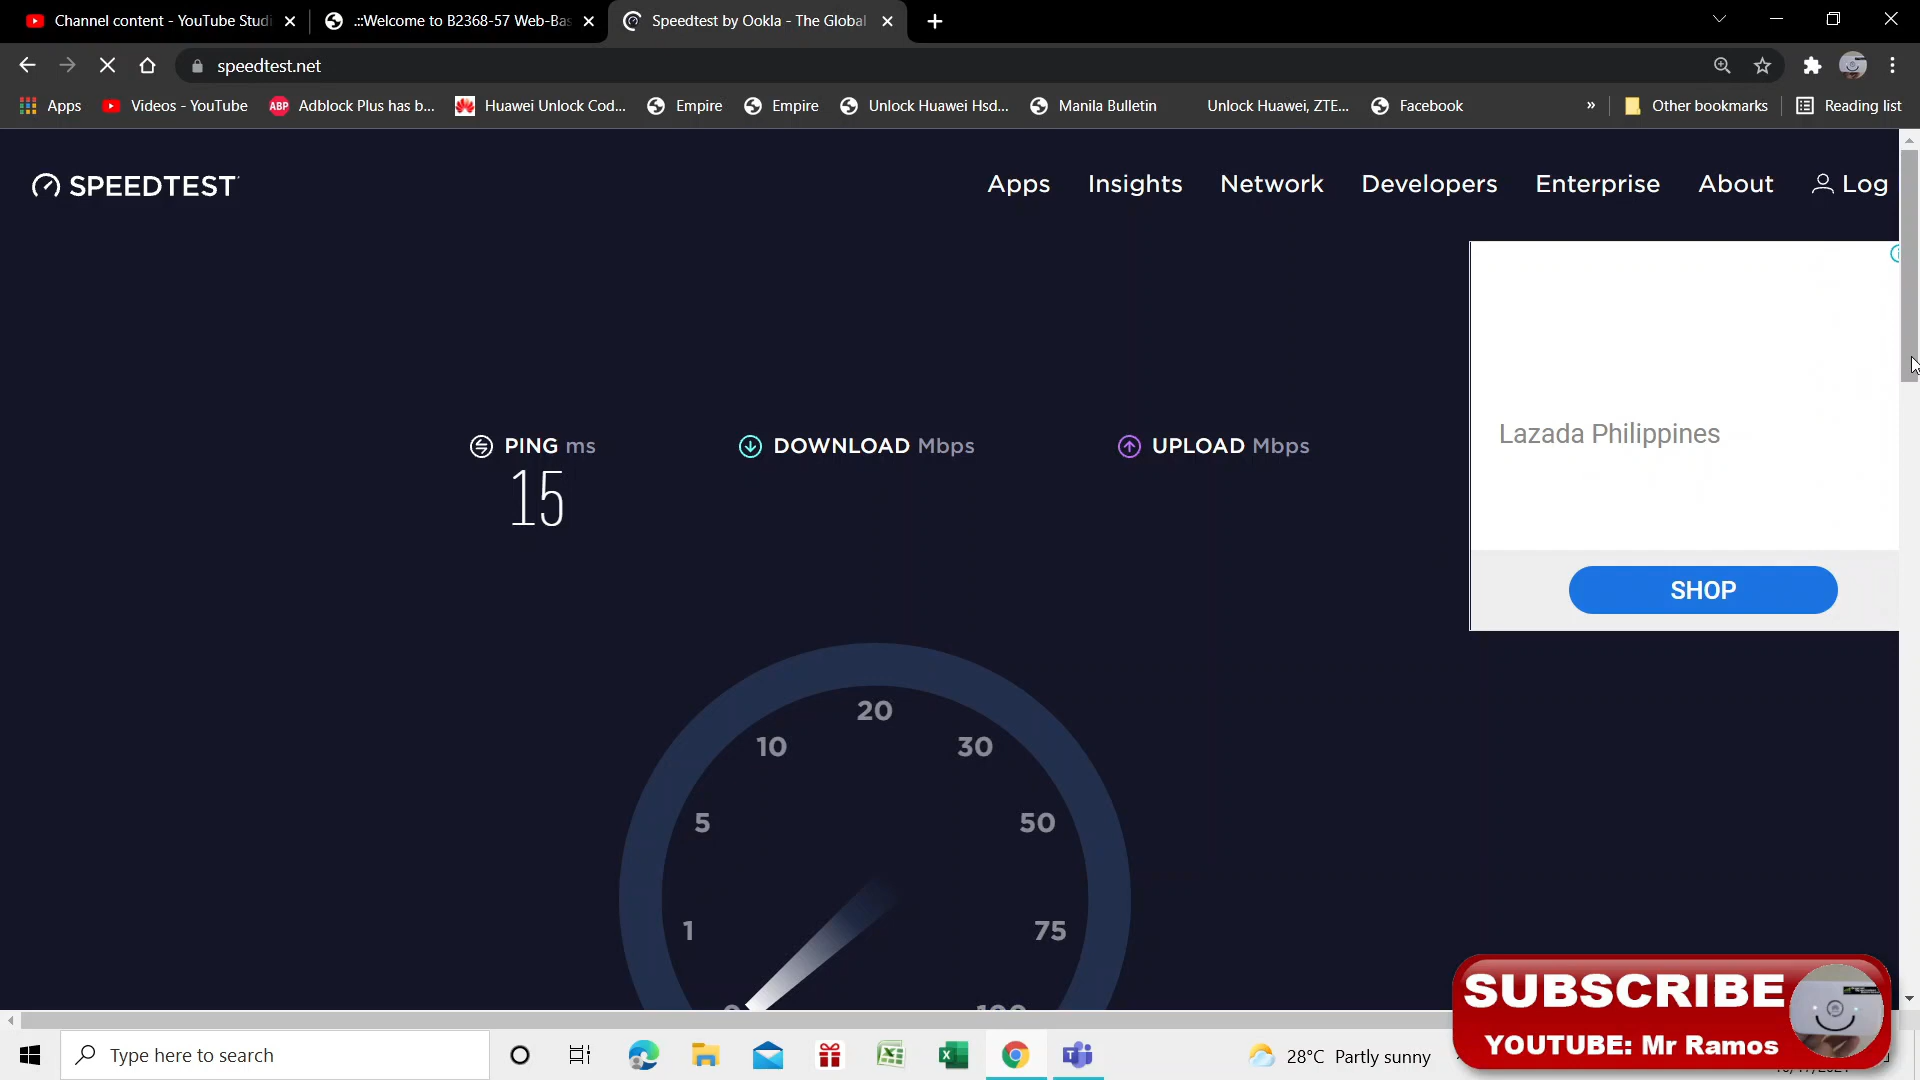 Channel content - YouTube Studi
.::Welcome to B2368-57 Web-Bas
Speedtest by Ookla - The Global
speedtest.net
Apps
Videos - YouTube
ABP
Adblock Plus has b...
Huawei Unlock Cod...
Empire
Empire
Unlock Huawei Hsd...
Manila Bulletin
Unlock Huawei, ZTE...
Facebook
»
Other bookmarks
Reading list
SPEEDTEST
Apps
Insights
Network
Developers
Enterprise
About
Log
Lazada Philippines
SHOP
PING ms
15
DOWNLOAD Mbps
UPLOAD Mbps
20
10
30
5
50
1
75
0
100
SUBSCRIBE
YOUTUBE: Mr Ramos
Type here to search
28°C Partly sunny